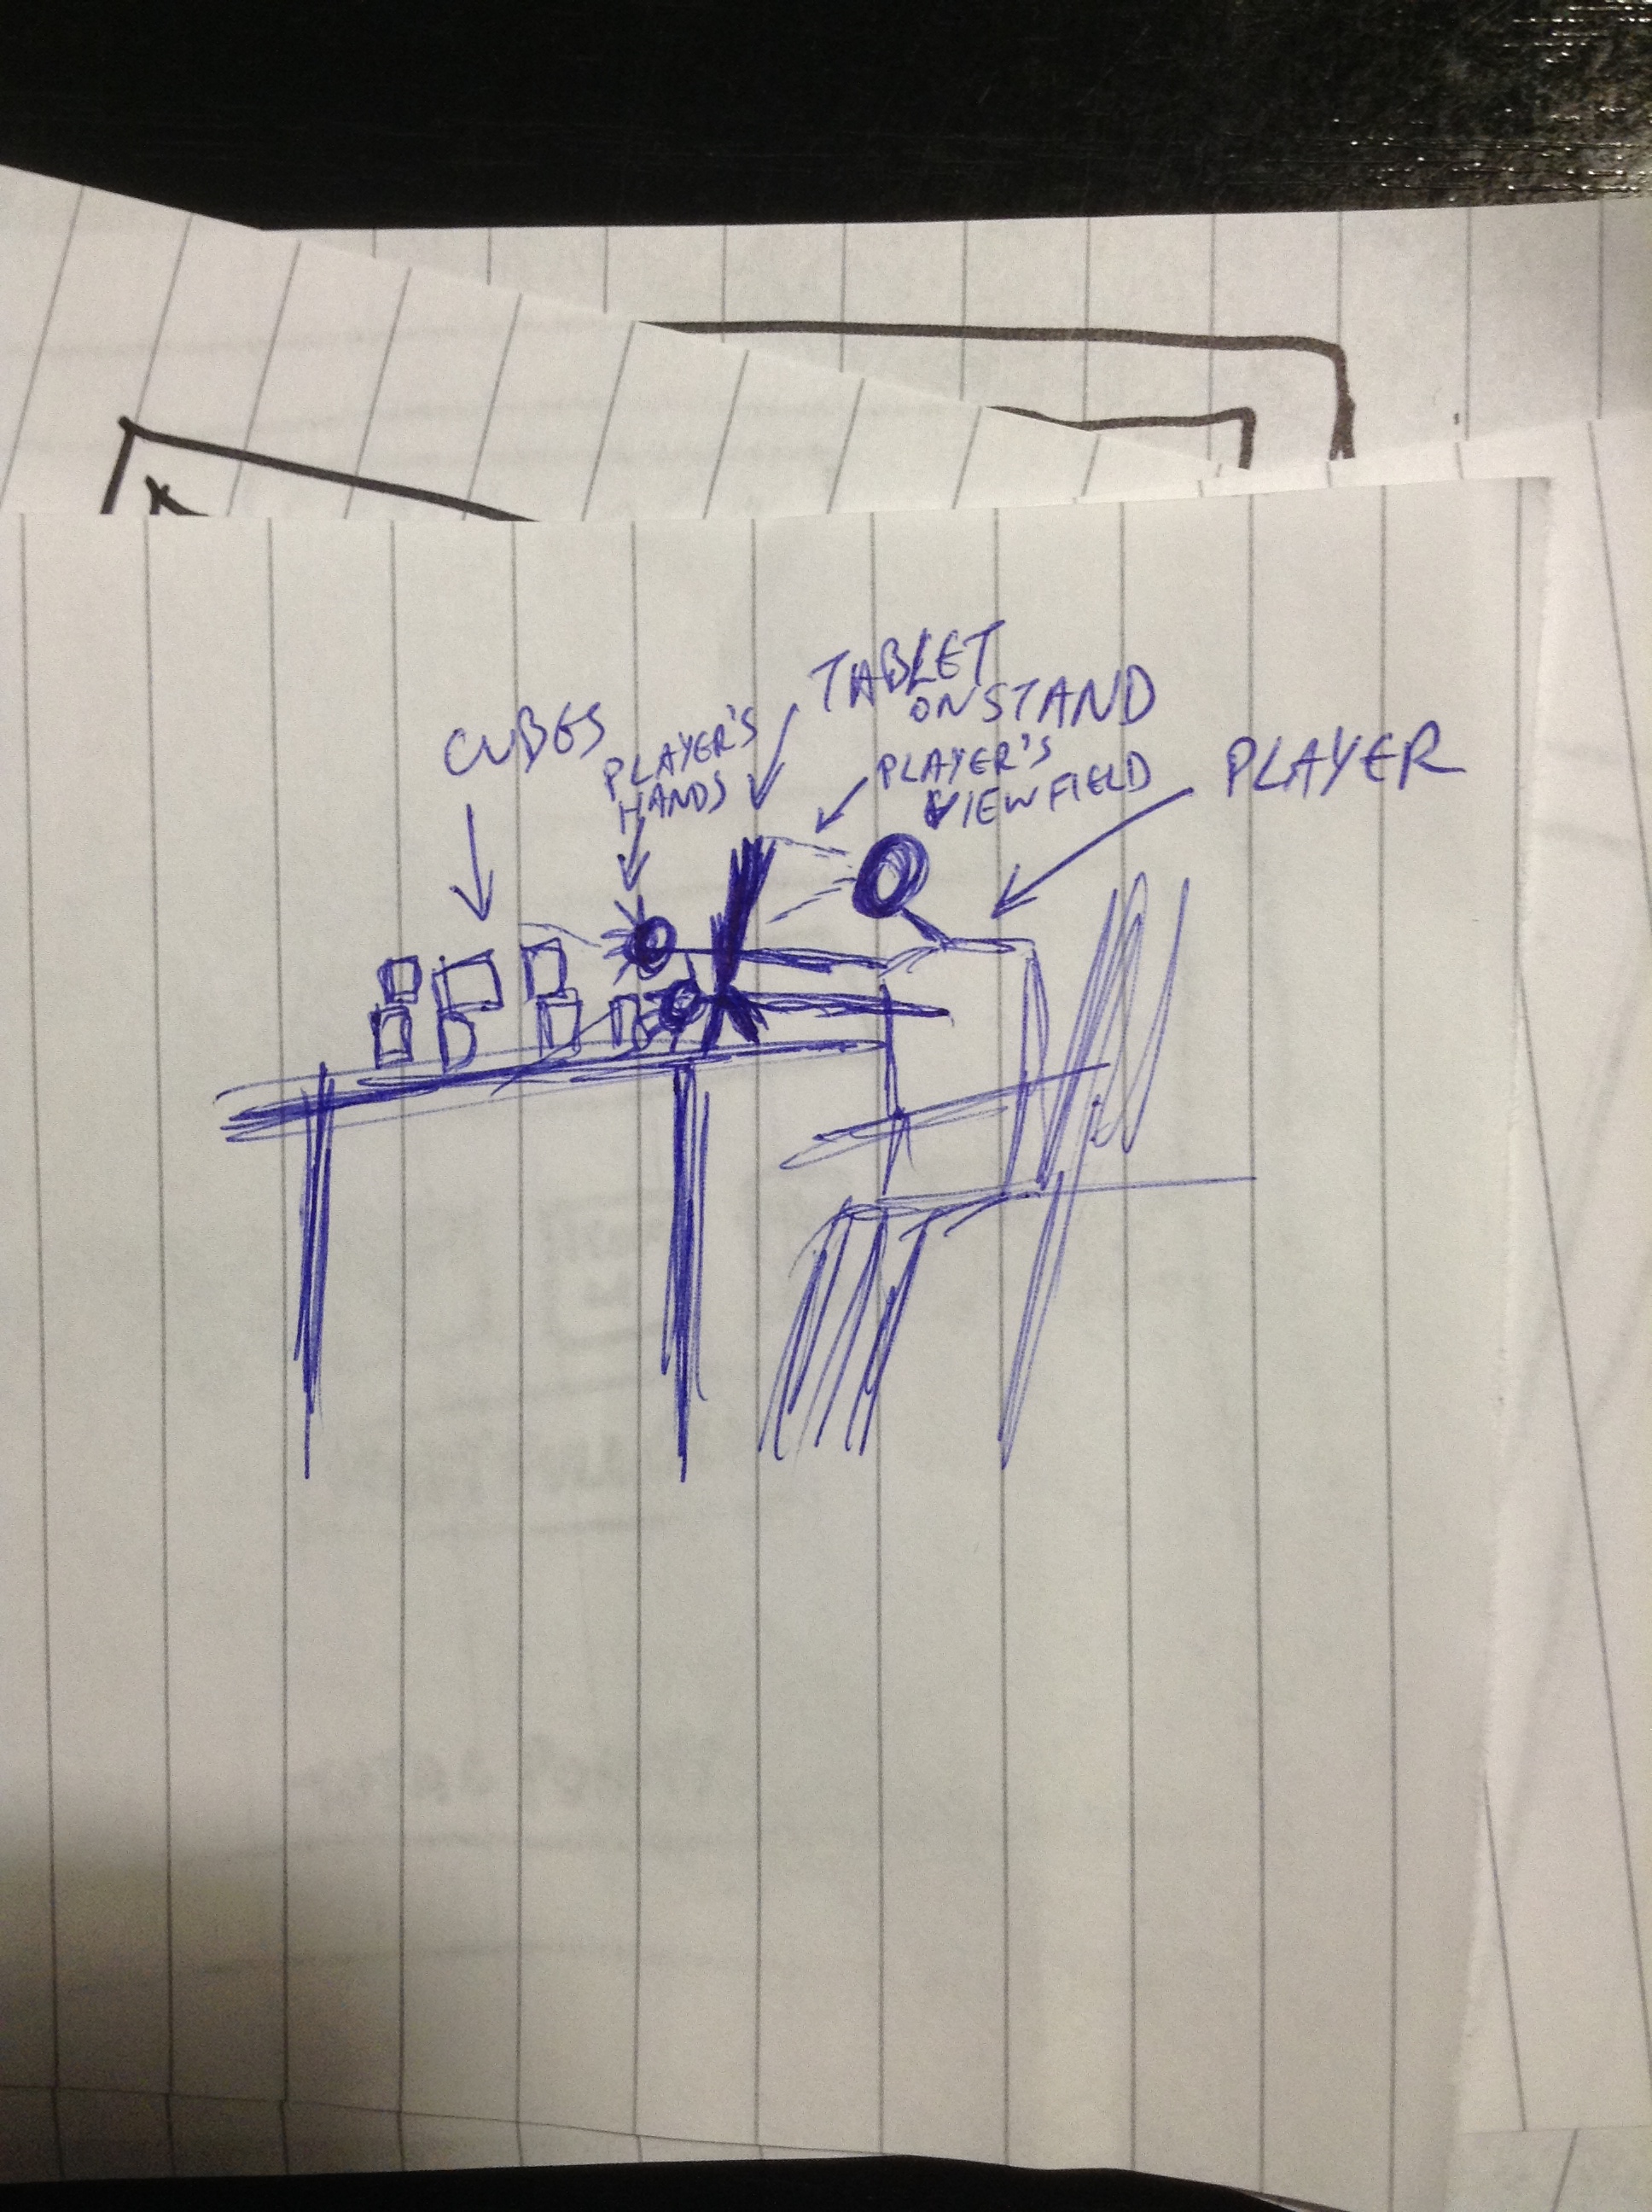 CUBES
PLAYER'S
HANDS
TABLET
ON STAND
PLAYER'S
VIEWFIELD
PLAYER